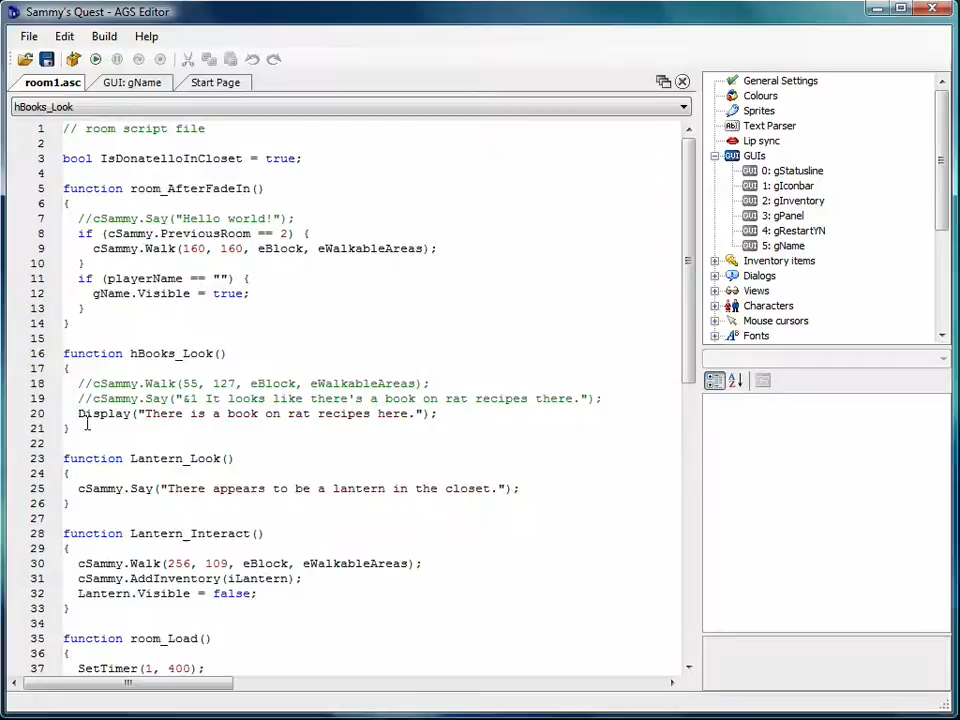 Sammy's Quest - AGS Editor
File Edit Build Help
room1.asc GUI: gName Start Page
hBooks_Look
1 // room script file
2
3 bool IsDonatelloInCloset = true;
4
5 function room_AfterFadeIn()
6 {
7 //cSammy.Say("Hello world!");
8 if (cSammy.PreviousRoom == 2) {
9 cSammy.Walk(160, 160, eBlock, eWalkableAreas);
10 }
11 if (playerName == "") {
12 gName.Visible = true;
13 }
14 }
15
16 function hBooks_Look()
17 {
18 //cSammy.Walk(55, 127, eBlock, eWalkableAreas);
19 //cSammy.Say("&1 It looks like there's a book on rat recipes there.");
20 Display("There is a book on rat recipes here.");
21 }
22
23 function Lantern_Look()
24 {
25 cSammy.Say("There appears to be a lantern in the closet.");
26 }
27
28 function Lantern_Interact()
29 {
30 cSammy.Walk(256, 109, eBlock, eWalkableAreas);
31 cSammy.AddInventory(iLantern);
32 Lantern.Visible = false;
33 }
34
35 function room_Load()
36 {
37 SetTimer(1, 400);
General Settings
Colours
Sprites
Abl Text Parser
Lip sync
GUI GUIs
GUI 0: gStatusline
GUI 1: gIconbar
GUI 2: gInventory
GUI 3: gPanel
GUI 4: gRestartYN
GUI 5: gName
Inventory items
Dialogs
Views
Characters
Mouse cursors
Fonts